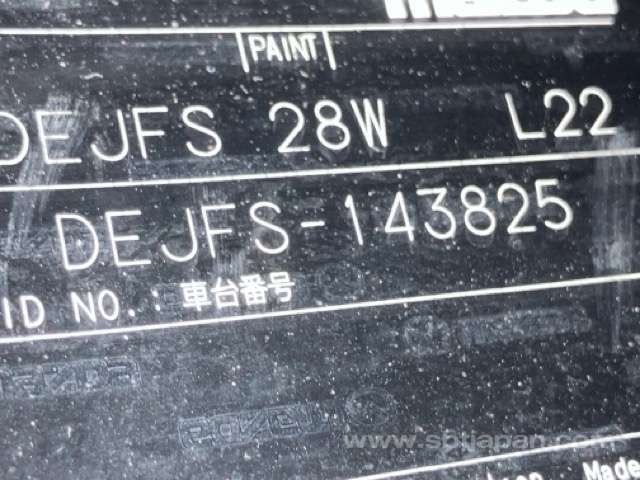 PAINT
DEJFS 28W L22
DEJFS-143825
ID NO.: 車台番号
www.sbtjapan.com
Made